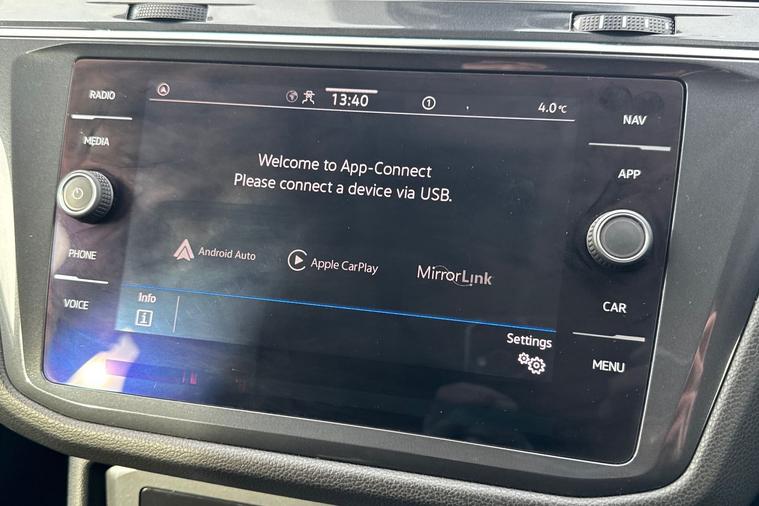 RADIO
MEDIA
PHONE
VOICE
13:40
1
4.0°C
Welcome to App-Connect
Please connect a device via USB.
Android Auto
Apple CarPlay
MirrorLink
Info
i
Settings
NAV
APP
CAR
MENU